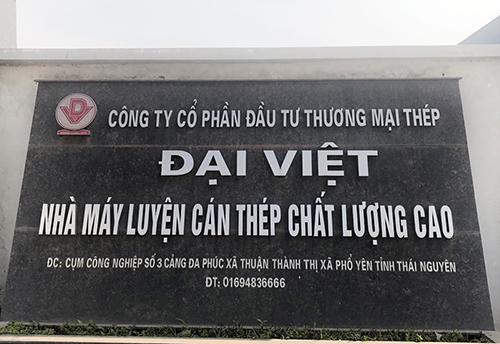 CÔNG TY CỔ PHẦN ĐẦU TƯ THƯƠNG MẠI THÉP
ĐẠI VIỆT
NHÀ MÁY LUYỆN CÁN THÉP CHẤT LƯỢNG CAO
ĐC: CỤM CÔNG NGHIỆP SỐ 3 CẢNG ĐA PHÚC XÃ THUẬN THÀNH THỊ XÃ PHỔ YÊN TỈNH THÁI NGUYÊN
ĐT: 01694836666